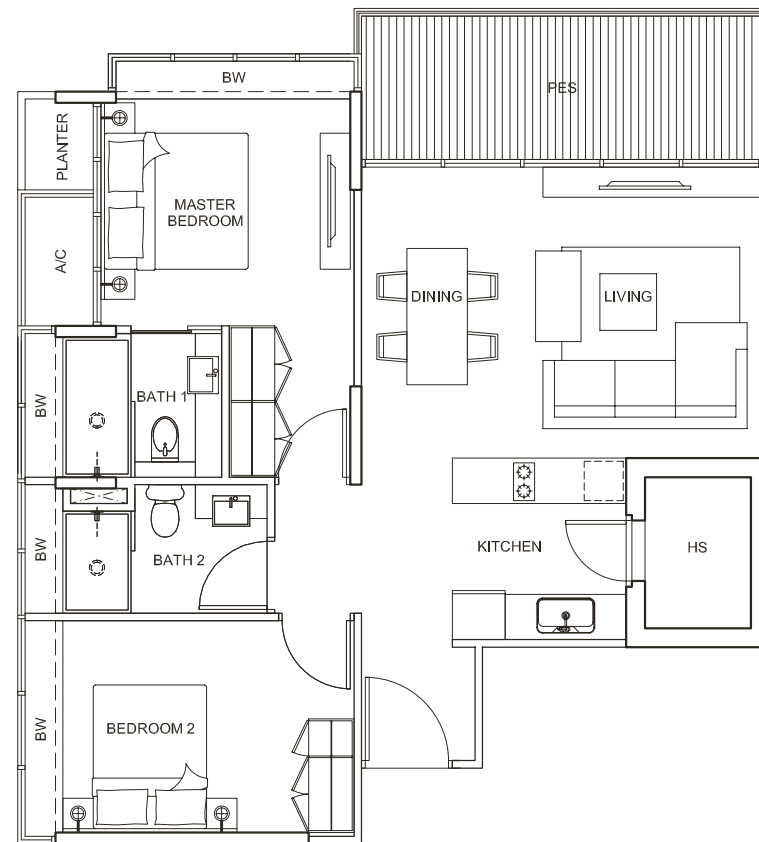 BW
PES
PLANTER
MASTER
BEDROOM
A/C
DINING
LIVING
BW
BATH 1
BW
BATH 2
KITCHEN
HS
BW
BEDROOM 2